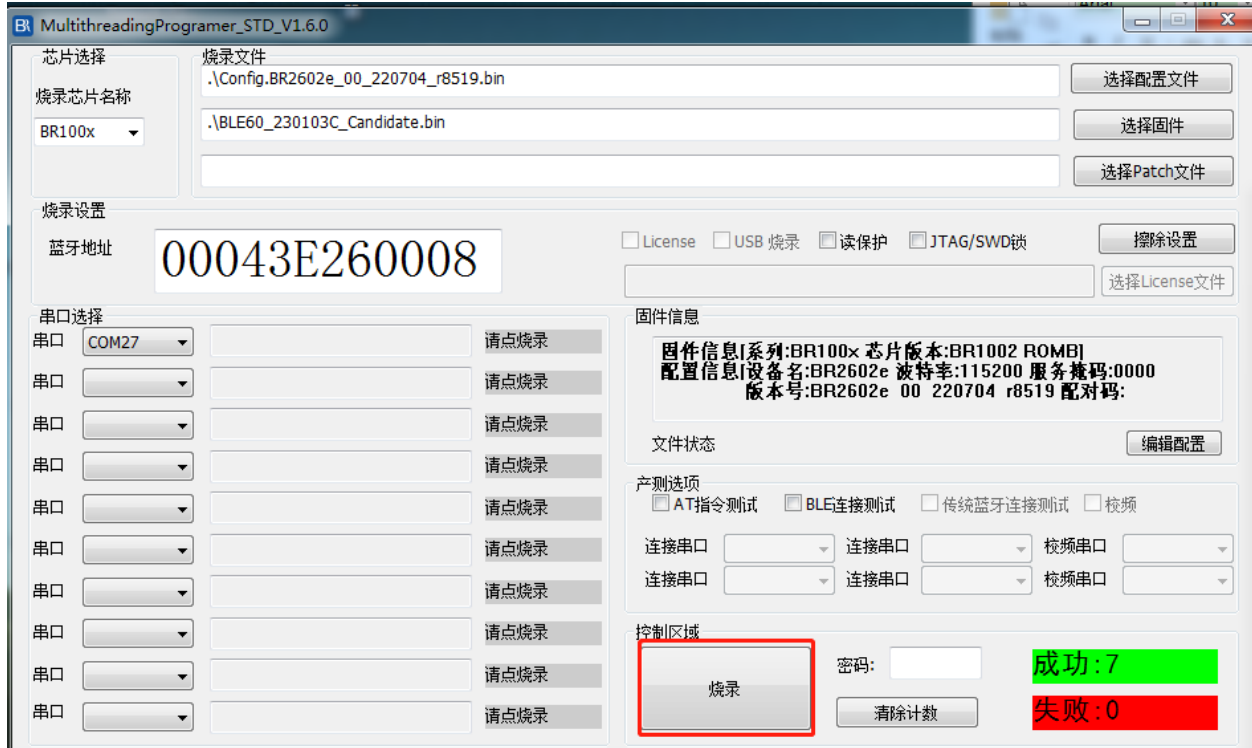 MultithreadingProgramer_STD_V1.6.0
芯片选择
烧录芯片名称
BR100x
烧录文件
.\Config.BR2602e_00_220704_r8519.bin
选择配置文件
.\BLE60_230103C_Candidate.bin
选择固件
选择Patch文件
烧录设置
蓝牙地址
00043E260008
License USB 烧录 读保护 JTAG/SWD锁
擦除设置
选择License文件
串口选择
串口 COM27 请点烧录
串口 请点烧录
串口 请点烧录
串口 请点烧录
串口 请点烧录
串口 请点烧录
串口 请点烧录
串口 请点烧录
串口 请点烧录
串口 请点烧录
固件信息
固件信息[系列:BR100x 芯片版本:BR1002 ROMB]
配置信息[设备名:BR2602e 波特率:115200 服务掩码:0000
版本号:BR2602e_00_220704_r8519 配对码:
文件状态
编辑配置
产测选项
AT指令测试 BLE连接测试 传统蓝牙连接测试 校频
连接串口 连接串口 校频串口
连接串口 连接串口 校频串口
控制区域
烧录
密码:
清除计数
成功:7
失败:0